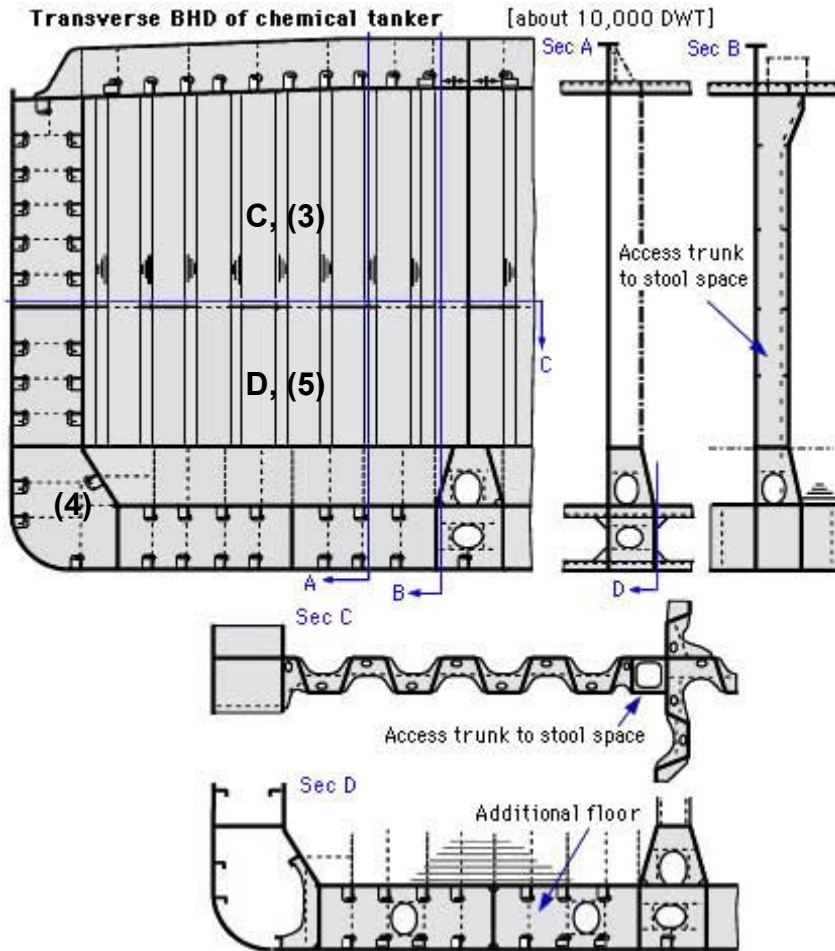 Transverse BHD of chemical tanker [about 10,000 DWT]
Sec A
Sec B
C, (3)
Access trunk
to stool space
C
D, (5)
(4)
A
B
D
Sec C
Access trunk to stool space
Sec D
Additional floor